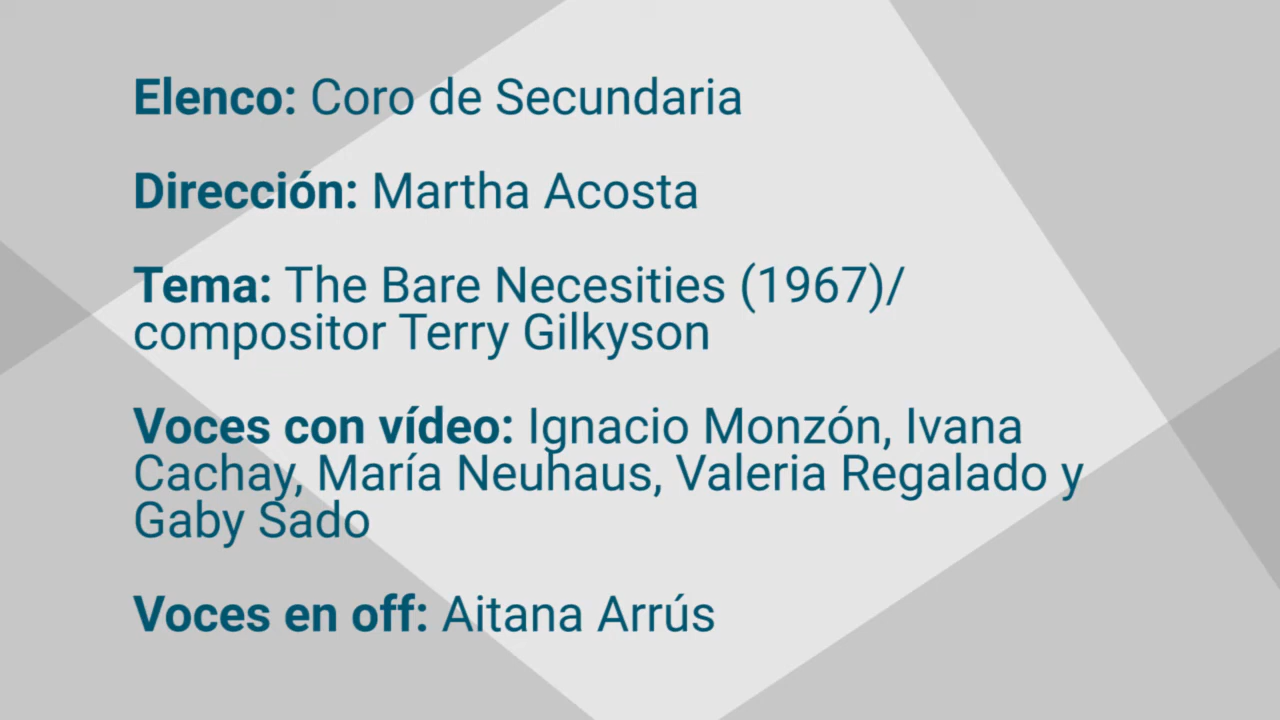 Elenco: Coro de Secundaria
Dirección: Martha Acosta
Tema: The Bare Necesities (1967)/
compositor Terry Gilkyson
Voces con vídeo: Ignacio Monzón, Ivana
Cachay, María Neuhaus, Valeria Regalado y
Gaby Sado
Voces en off: Aitana Arrús